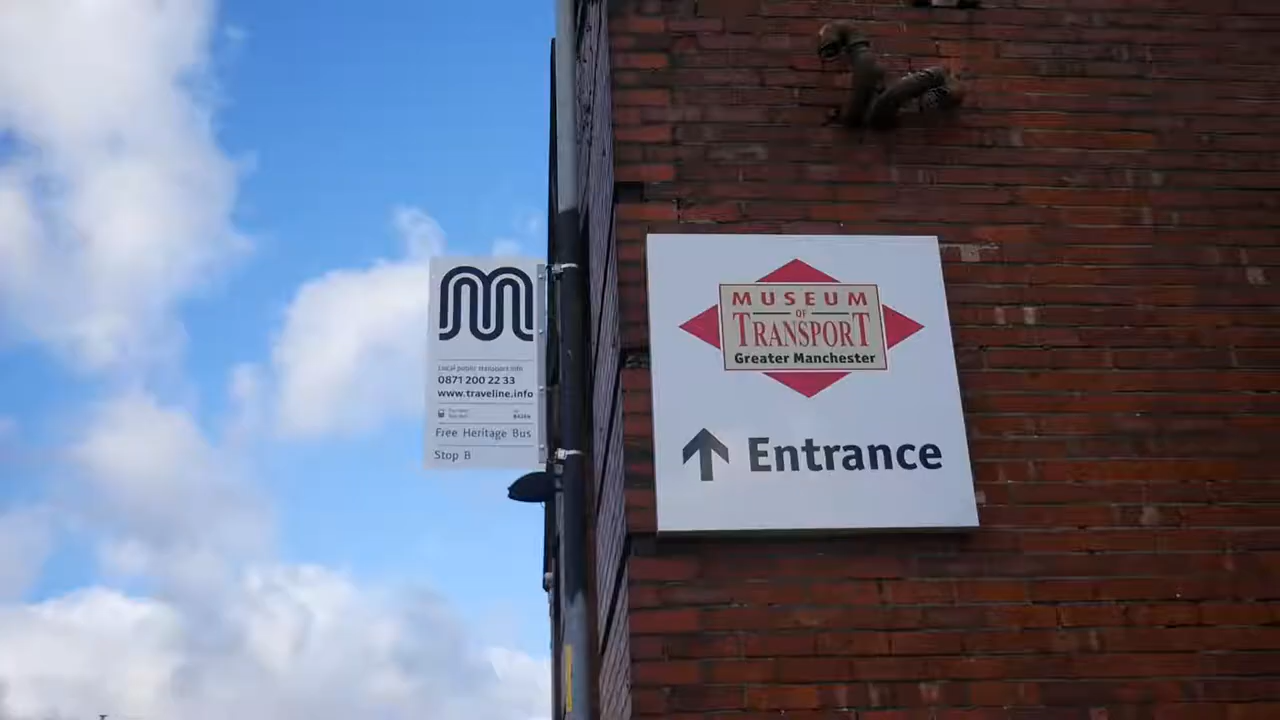 m
Local public transport info
0871 200 22 33
www.traveline.info
Free Heritage Bus
Stop B
MUSEUM
OF
TRANSPORT
Greater Manchester
Entrance